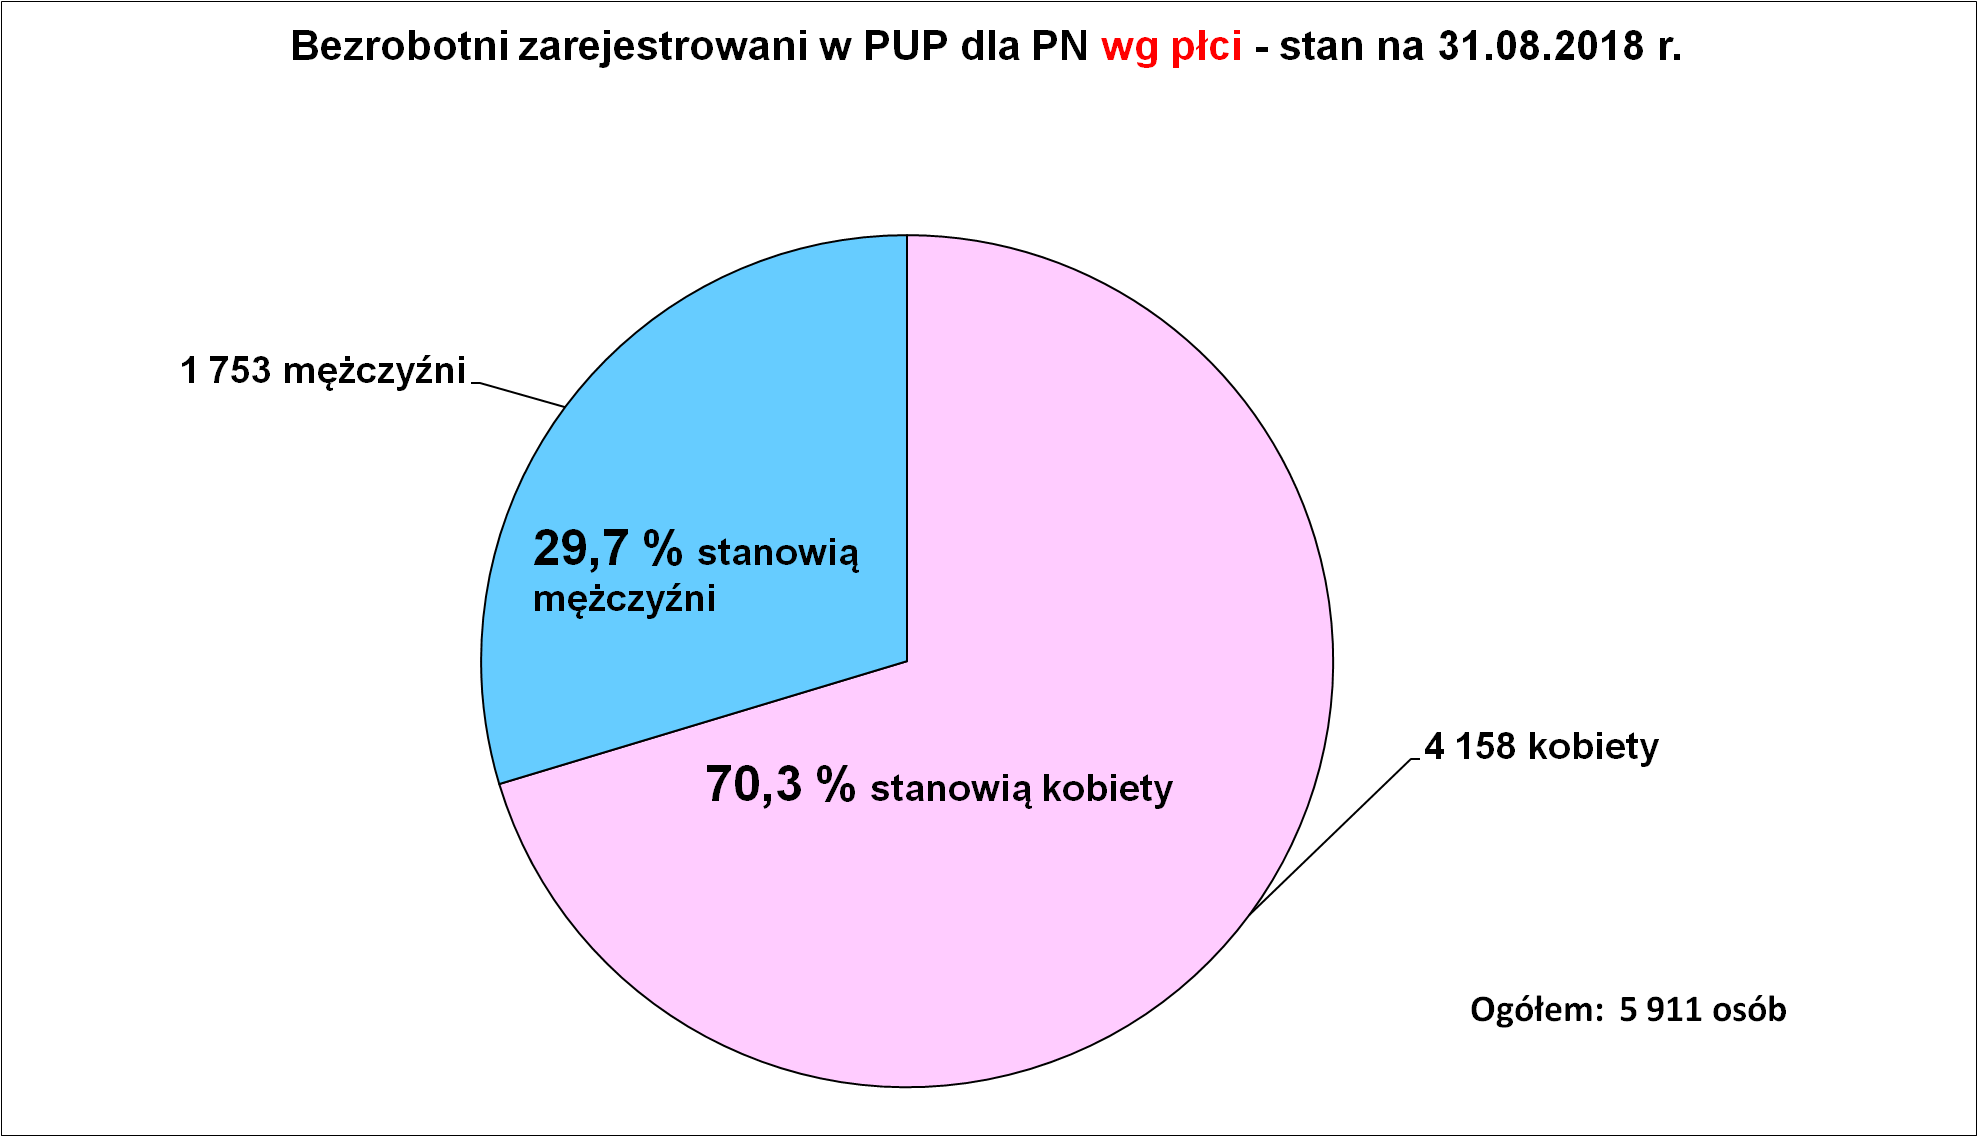 Bezrobotni zarejestrowani w PUP dla PN wg płci - stan na 31.08.2018 r.
1 753 mężczyźni
29,7 % stanowią
mężczyźni
4 158 kobiety
70,3 % stanowią kobiety
Ogółem: 5 911 osób